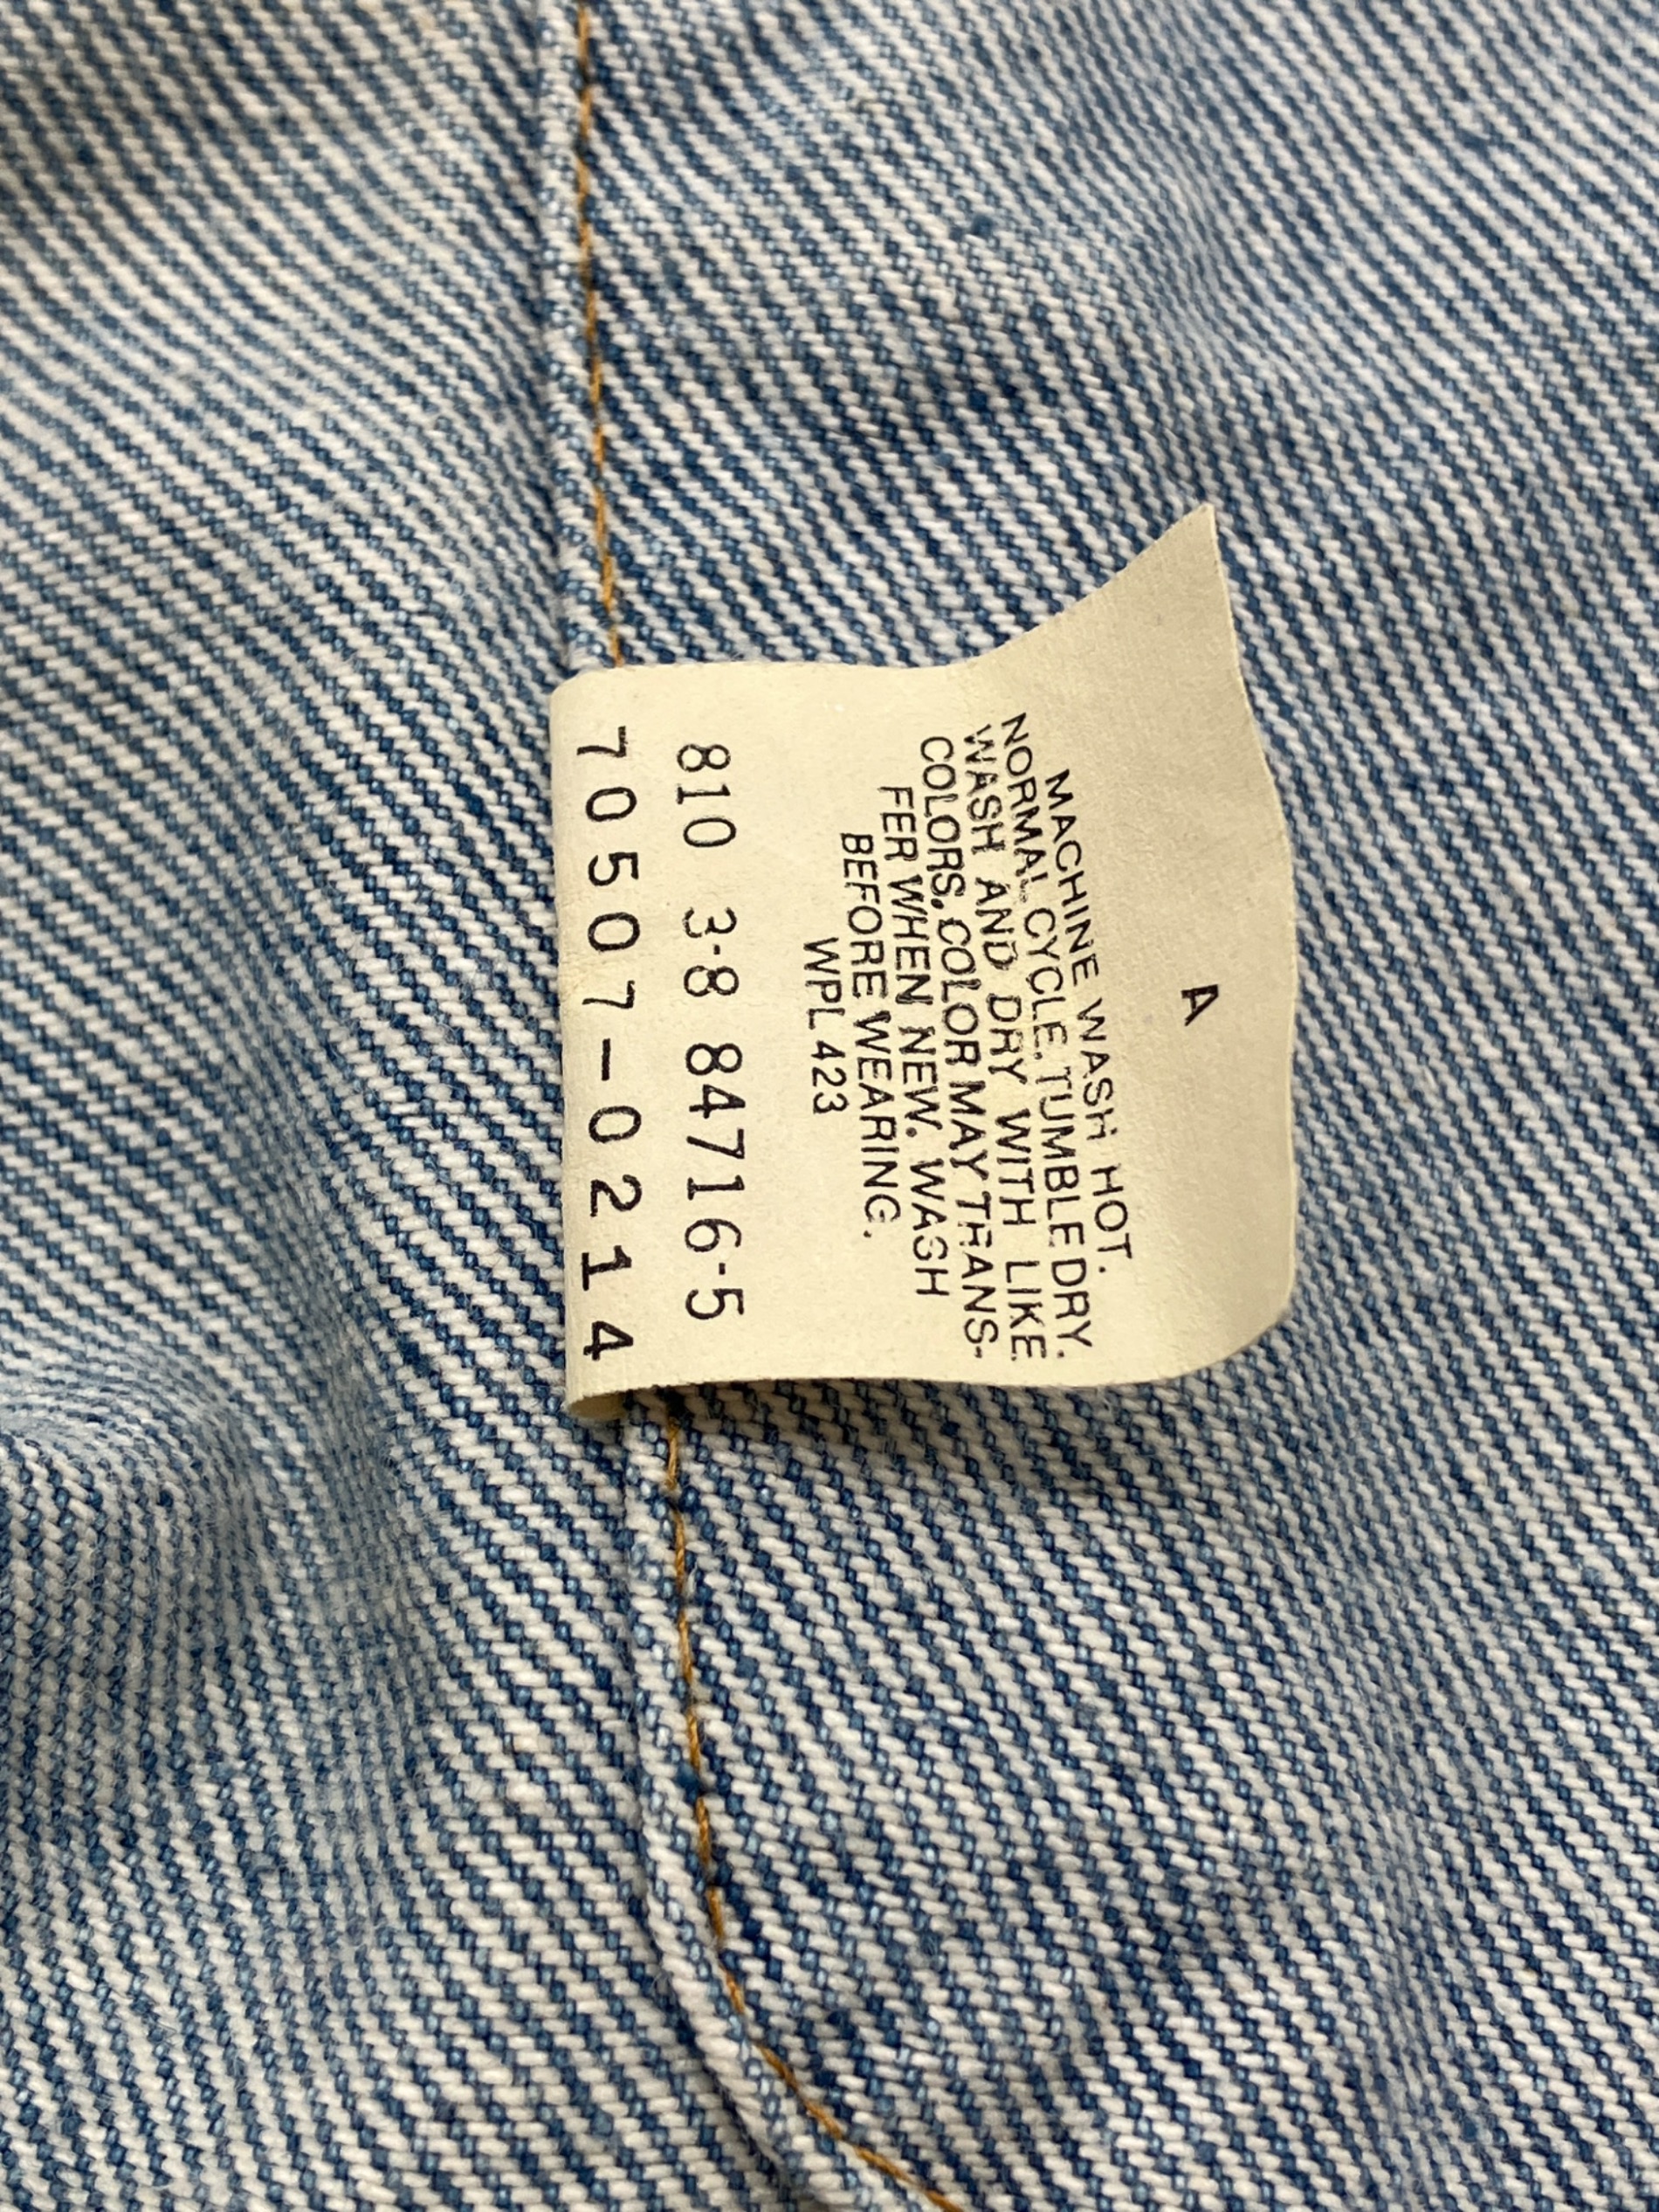 A
MACHINE WASH HOT.
NORMAL CYCLE. TUMBLE DRY.
WASH AND DRY WITH LIKE
COLORS. COLOR MAY TRANS-
FER WHEN NEW. WASH
BEFORE WEARING.
WPL 423
810 3-8 84716-5
70507-0214